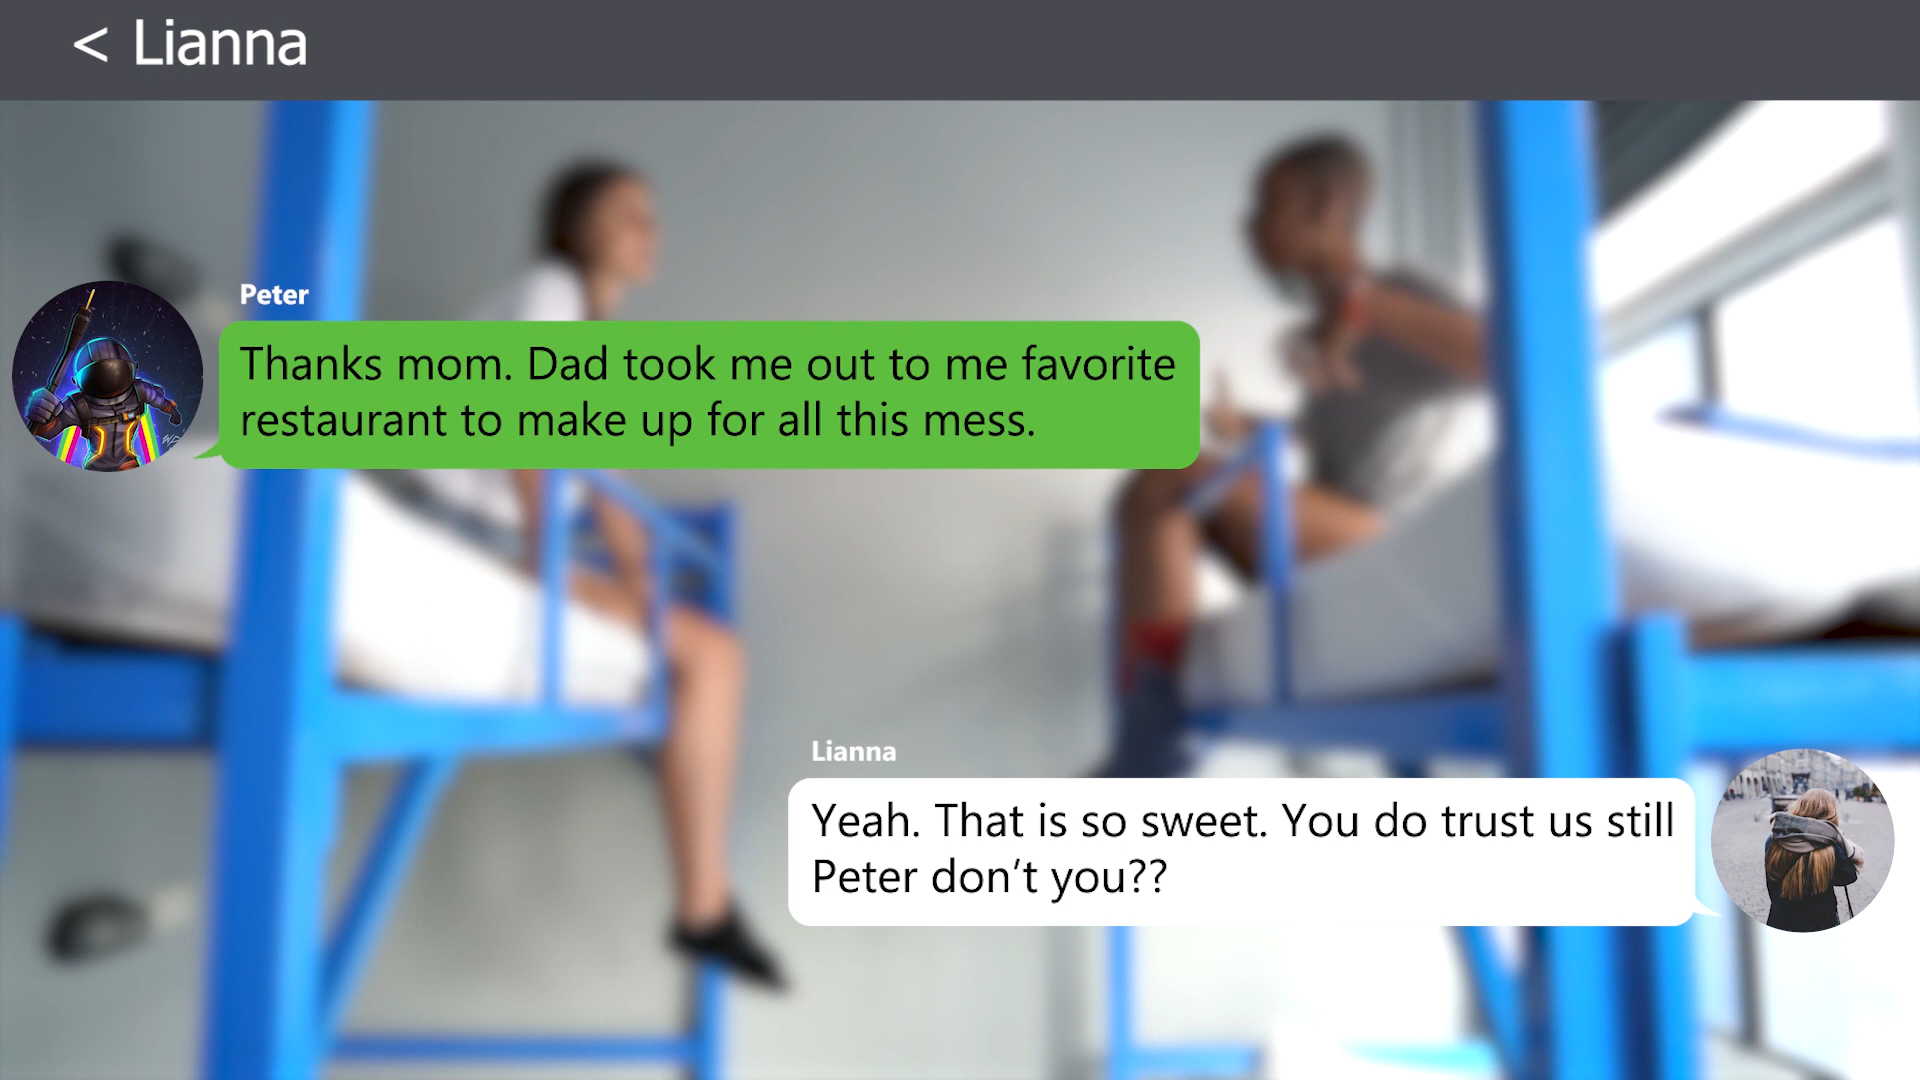 < Lianna
Peter
Thanks mom. Dad took me out to me favorite
restaurant to make up for all this mess.
Lianna
Yeah. That is so sweet. You do trust us still
Peter don't you??